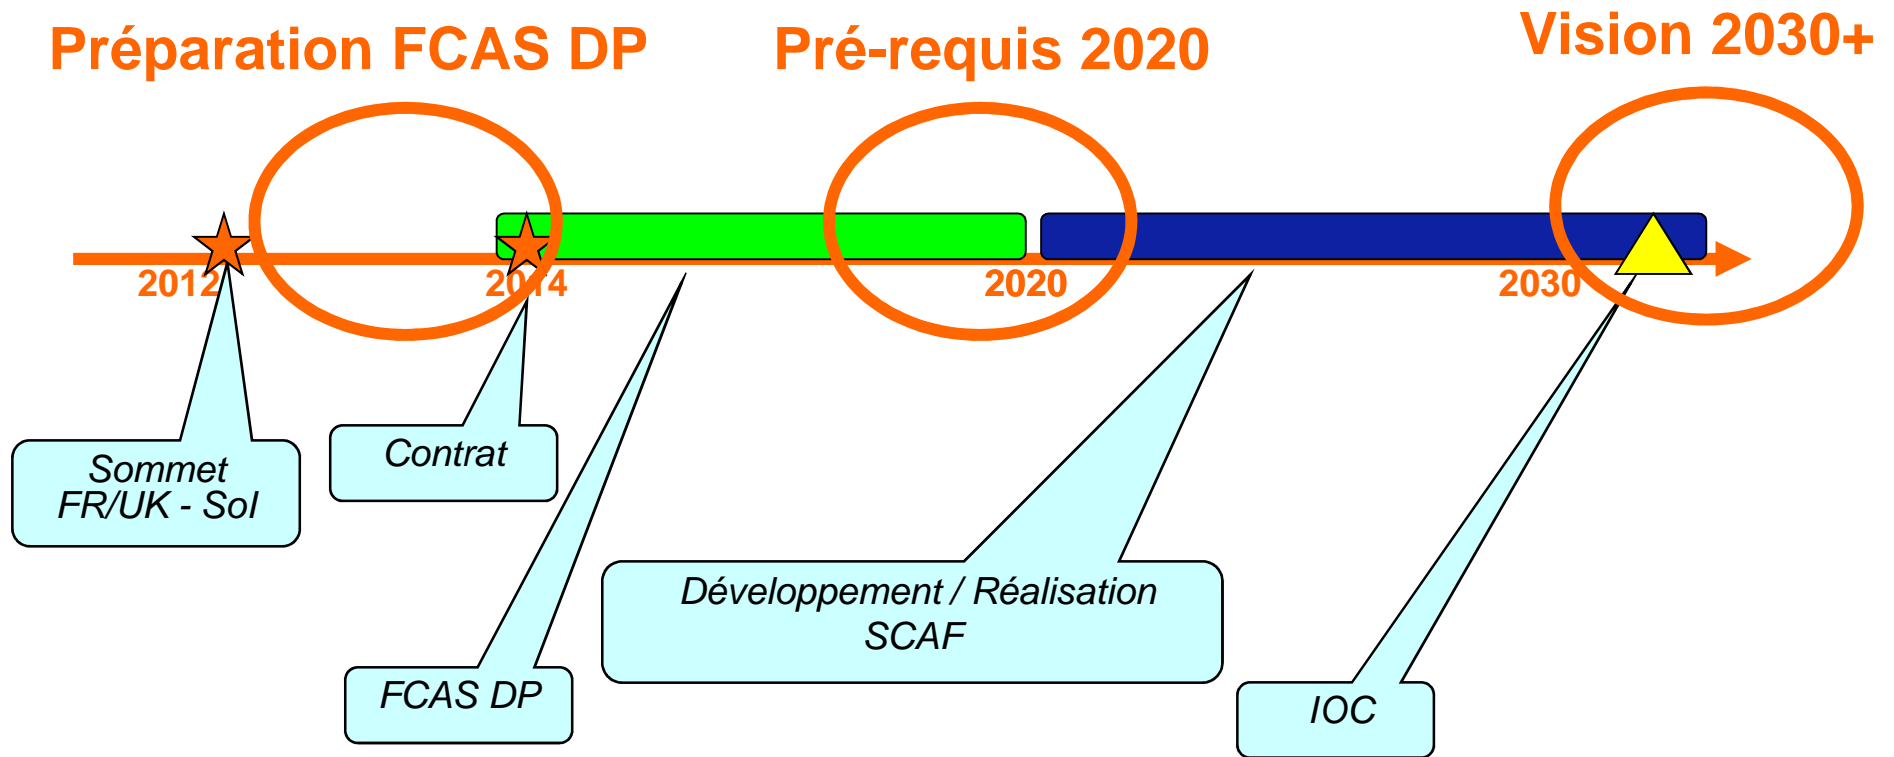 Préparation FCAS DP
Pré-requis 2020
Vision 2030+
2012
2014
2020
2030
Sommet
FR/UK - SoI
Contrat
Développement / Réalisation
SCAF
FCAS DP
IOC